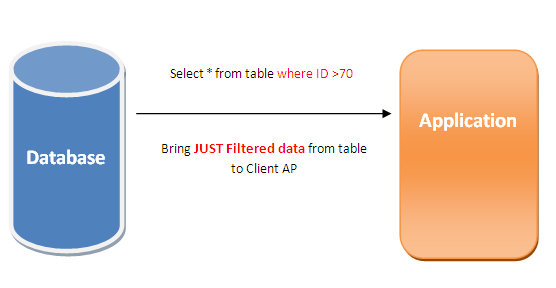 Select * from table where ID >70
Database
Application
Bring JUST Filtered data from table
to Client AP